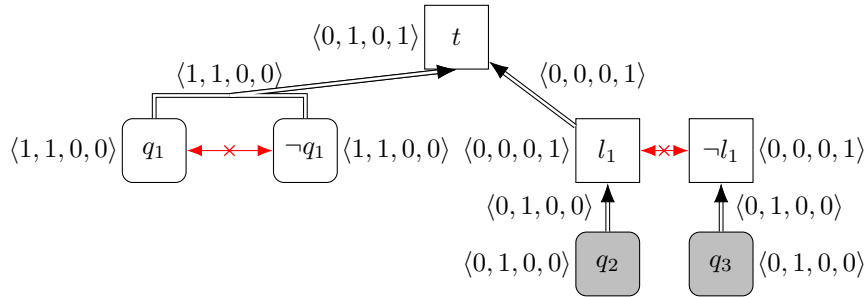 ⟨0, 1, 0, 1⟩ t
⟨1, 1, 0, 0⟩ ⟨0, 0, 0, 1⟩
⟨1, 1, 0, 0⟩ q₁ ¬q₁ ⟨1, 1, 0, 0⟩ ⟨0, 0, 0, 1⟩ l₁ ¬l₁ ⟨0, 0, 0, 1⟩
⟨0, 1, 0, 0⟩ ⟨0, 1, 0, 0⟩
⟨0, 1, 0, 0⟩ q₂ q₃ ⟨0, 1, 0, 0⟩